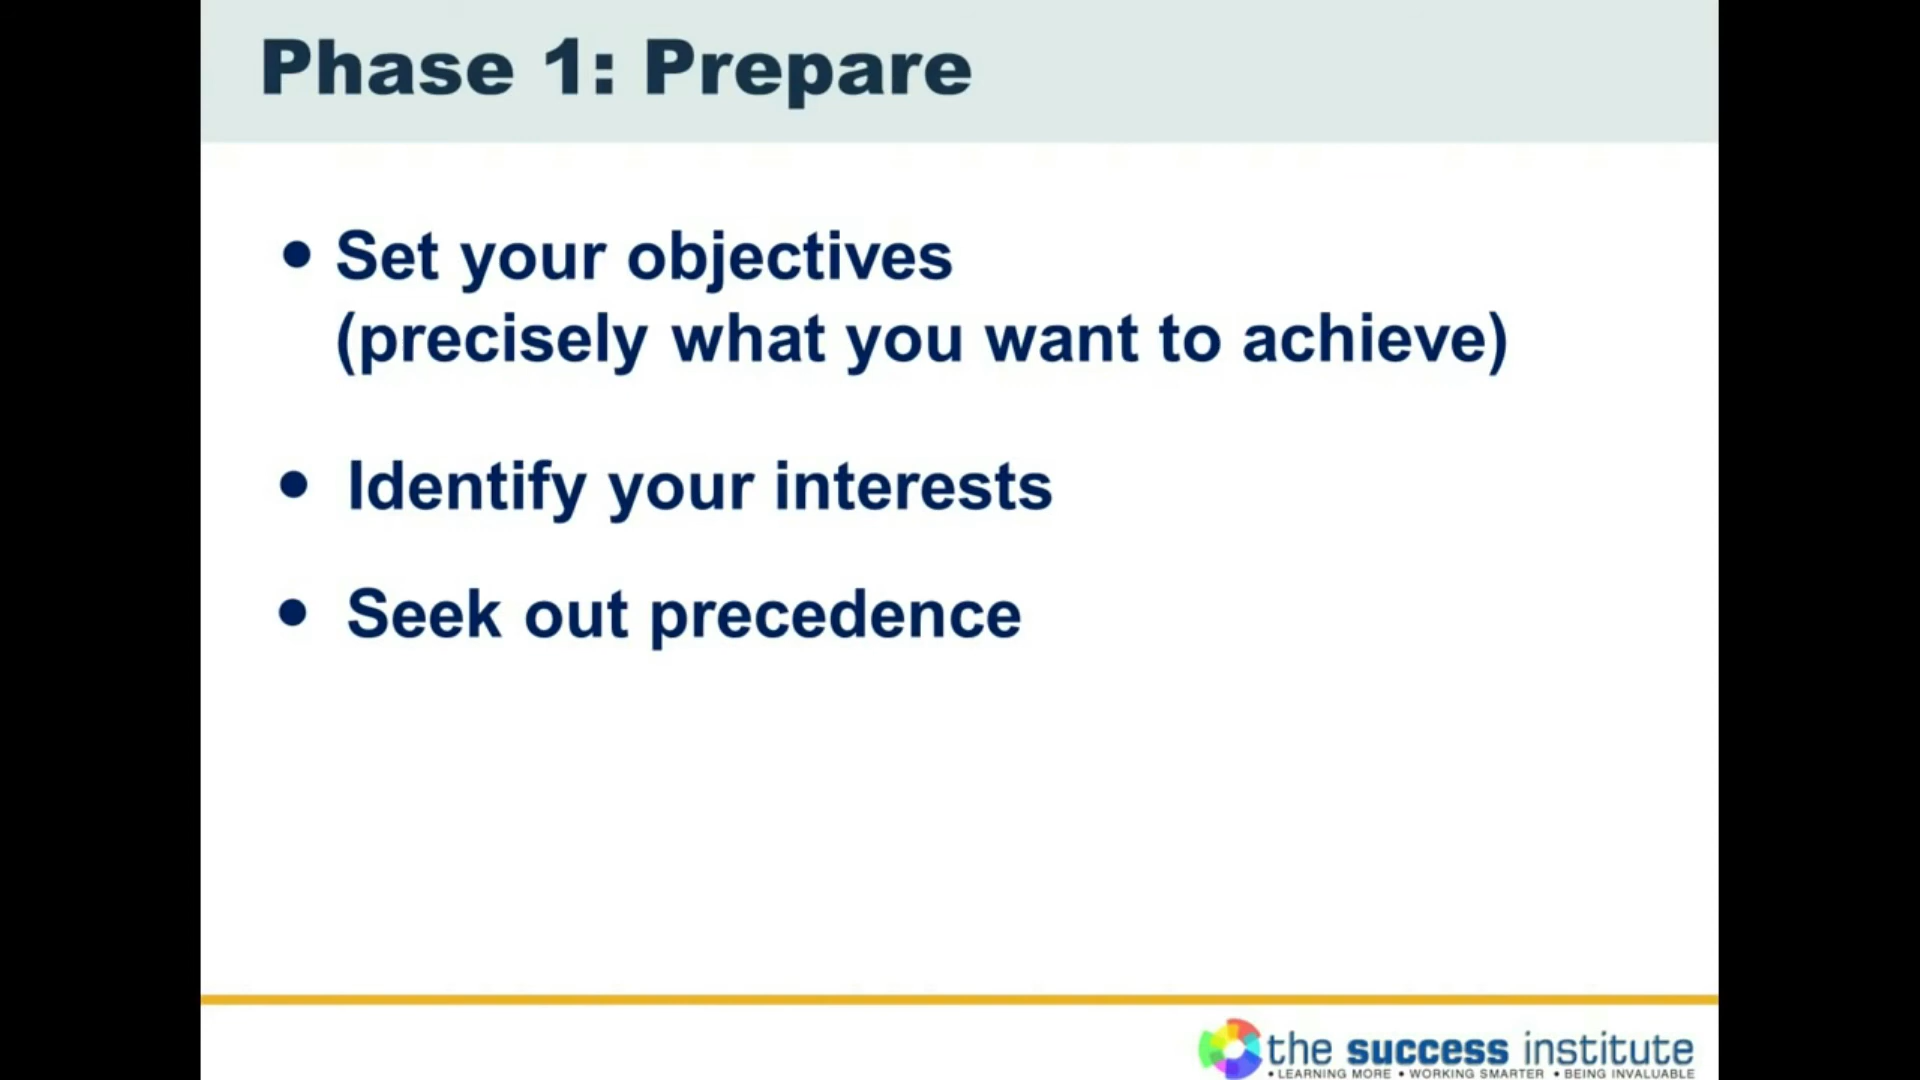 Phase 1: Prepare
• Set your objectives
(precisely what you want to achieve)
• Identify your interests
• Seek out precedence
the success institute
• LEARNING MORE • WORKING SMARTER • BEING INVALUABLE